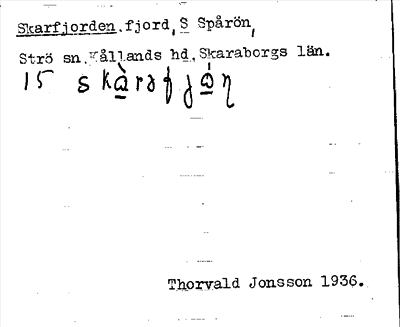 Skarfjorden.fjord, S Spårön,
Strö sn.Kållands hd.Skaraborgs län.
15
Thorvald Jonsson 1936.